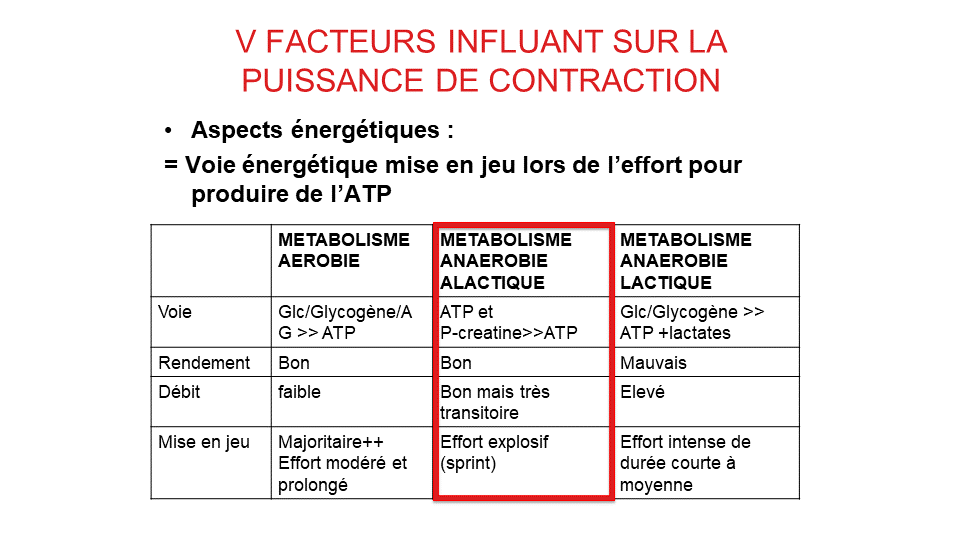 V FACTEURS INFLUANT SUR LA
PUISSANCE DE CONTRACTION
• Aspects énergétiques :
= Voie énergétique mise en jeu lors de l’effort pour
produire de l’ATP
METABOLISME
AEROBIE
METABOLISME
ANAEROBIE
ALACTIQUE
METABOLISME
ANAEROBIE
LACTIQUE
Voie
Glc/Glycogène/A
G >> ATP
ATP et
P-creatine>>ATP
Glc/Glycogène >>
ATP +lactates
Rendement
Bon
Bon
Mauvais
Débit
faible
Bon mais très
transitoire
Elevé
Mise en jeu
Majoritaire++
Effort modéré et
prolongé
Effort explosif
(sprint)
Effort intense de
durée courte à
moyenne